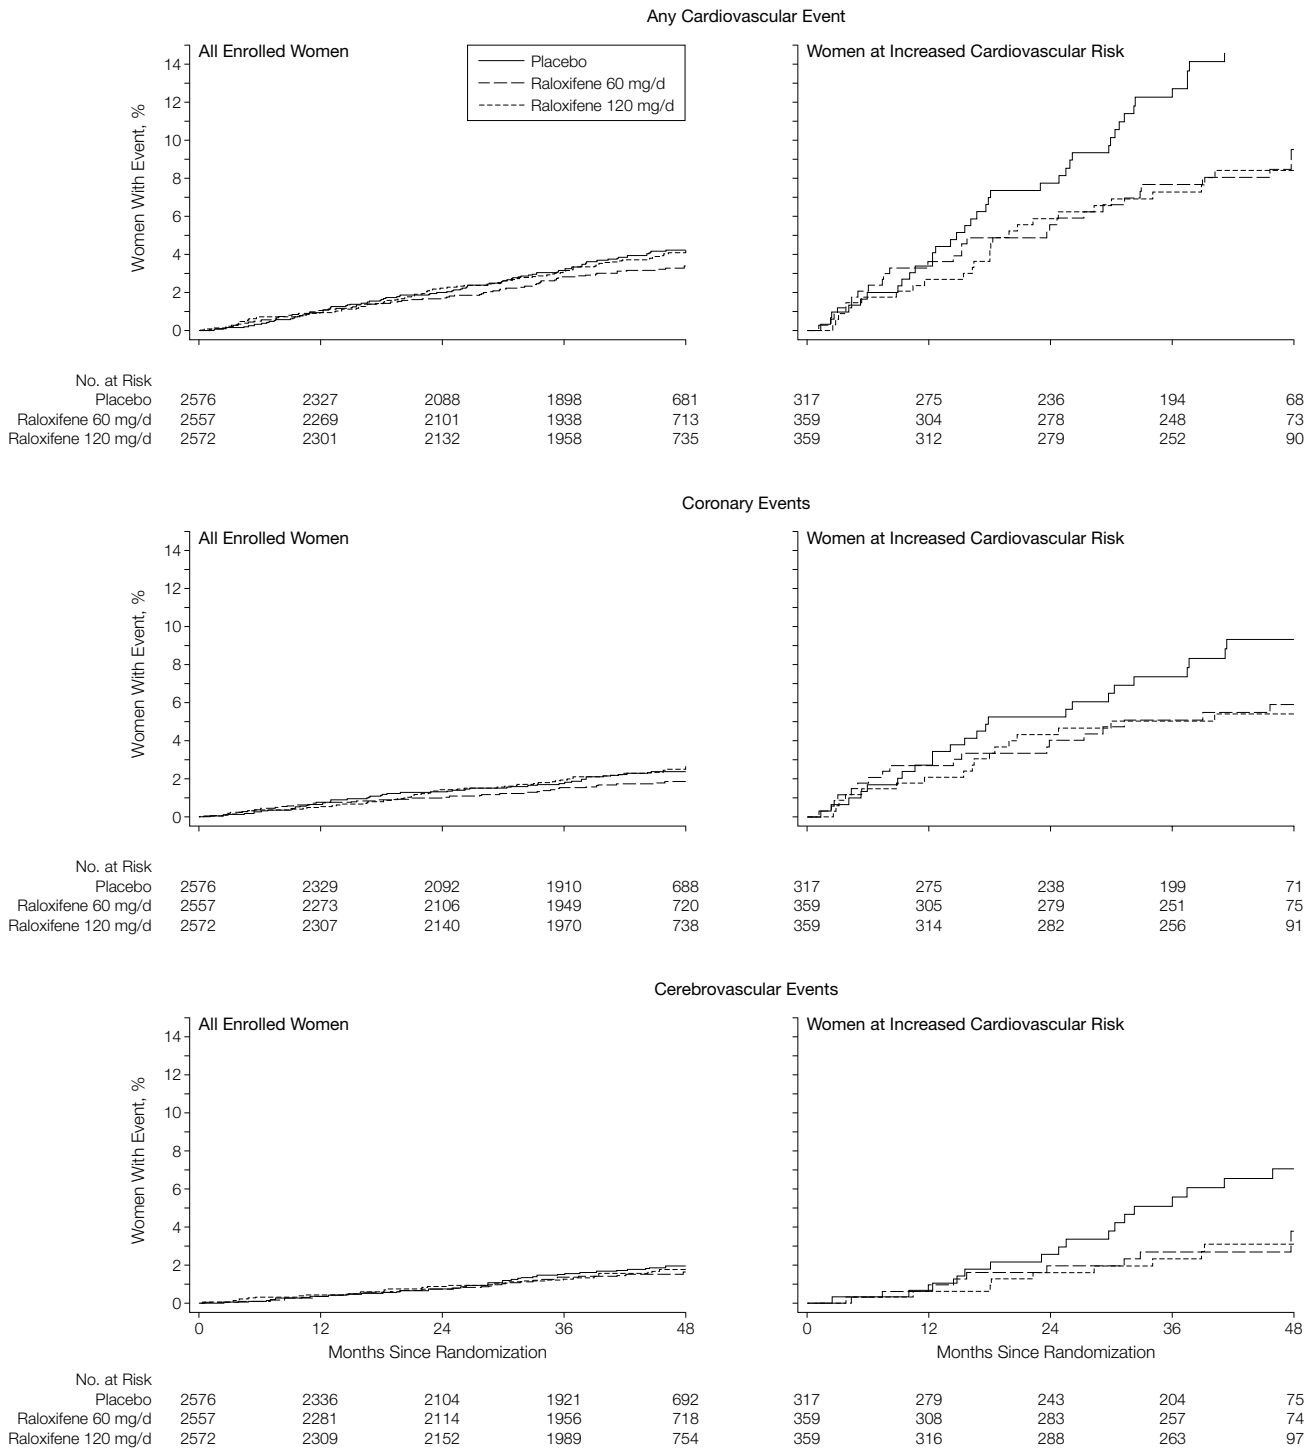 Any Cardiovascular Event
All Enrolled Women
Placebo
Raloxifene 60 mg/d
Raloxifene 120 mg/d
Women at Increased Cardiovascular Risk
Women With Event, %
14
12
10
8
6
4
2
0
No. at Risk
Placebo 2576 2327 2088 1898 681 317 275 236 194 68
Raloxifene 60 mg/d 2557 2269 2101 1938 713 359 304 278 248 73
Raloxifene 120 mg/d 2572 2301 2132 1958 735 359 312 279 252 90
Coronary Events
All Enrolled Women
Women at Increased Cardiovascular Risk
Women With Event, %
14
12
10
8
6
4
2
0
No. at Risk
Placebo 2576 2329 2092 1910 688 317 275 238 199 71
Raloxifene 60 mg/d 2557 2273 2106 1949 720 359 305 279 251 75
Raloxifene 120 mg/d 2572 2307 2140 1970 738 359 314 282 256 91
Cerebrovascular Events
All Enrolled Women
Women at Increased Cardiovascular Risk
Women With Event, %
14
12
10
8
6
4
2
0
0 12 24 36 48 0 12 24 36 48
Months Since Randomization Months Since Randomization
No. at Risk
Placebo 2576 2336 2104 1921 692 317 279 243 204 75
Raloxifene 60 mg/d 2557 2281 2114 1956 718 359 308 283 257 74
Raloxifene 120 mg/d 2572 2309 2152 1989 754 359 316 288 263 97